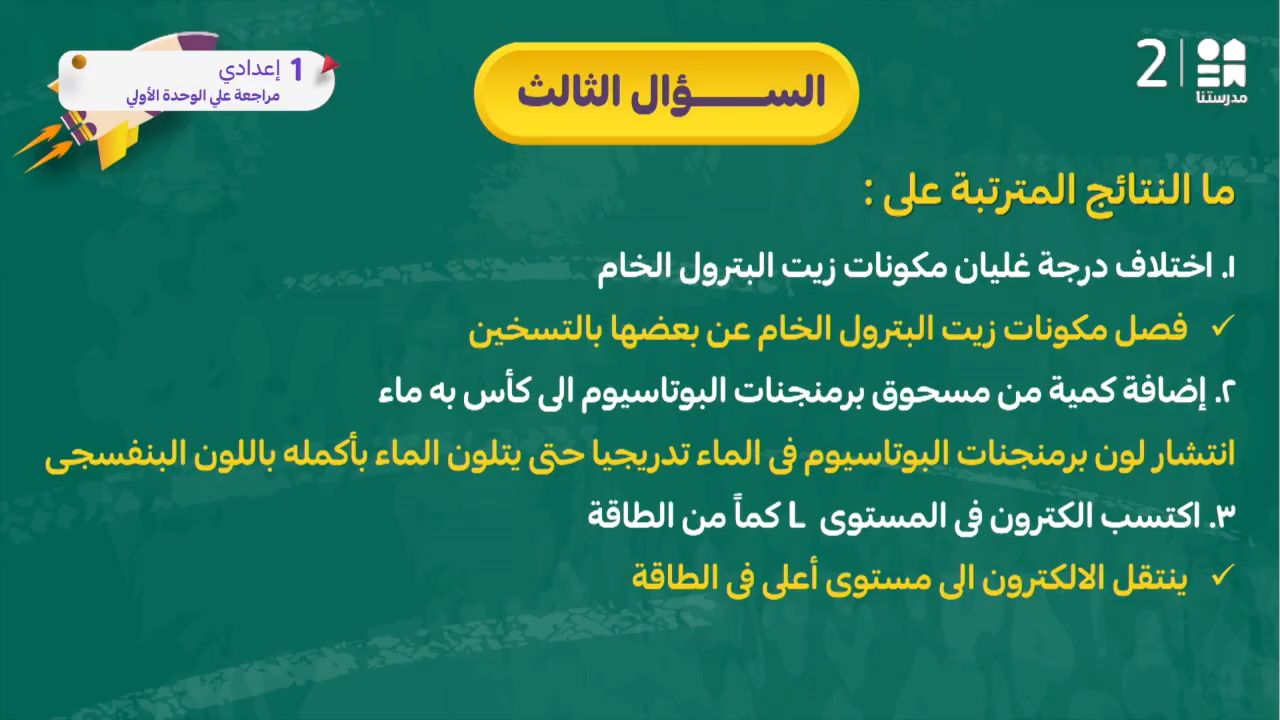 1 إعدادي
مراجعة علي الوحدة الأولي
الســــــؤال الثالث
2 | مدرستنا
ما النتائج المترتبة على :
١. اختلاف درجة غليان مكونات زيت البترول الخام
✓ فصل مكونات زيت البترول الخام عن بعضها بالتسخين
٢. إضافة كمية من مسحوق برمنجنات البوتاسيوم الى كأس به ماء
انتشار لون برمنجنات البوتاسيوم فى الماء تدريجيا حتى يتلون الماء بأكمله باللون البنفسجى
٣. اكتسب الكترون فى المستوى L كماً من الطاقة
✓ ينتقل الالكترون الى مستوى أعلى فى الطاقة